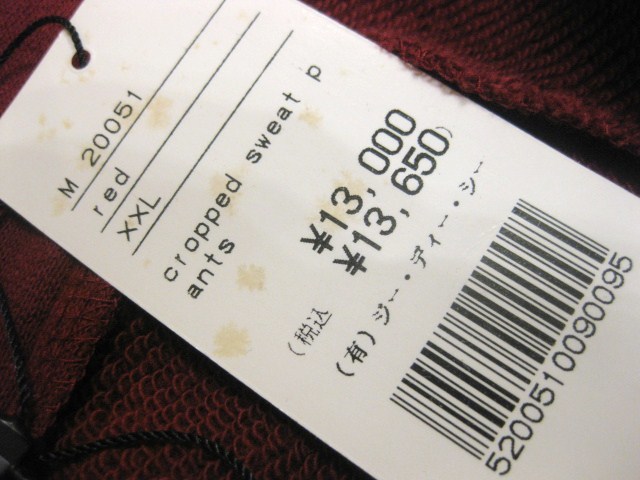 M 20051
red
XXL
cropped sweat p
ants
¥13,000
(税込 ¥13,650)
(有)ジー・ディー・シー
5200510090095